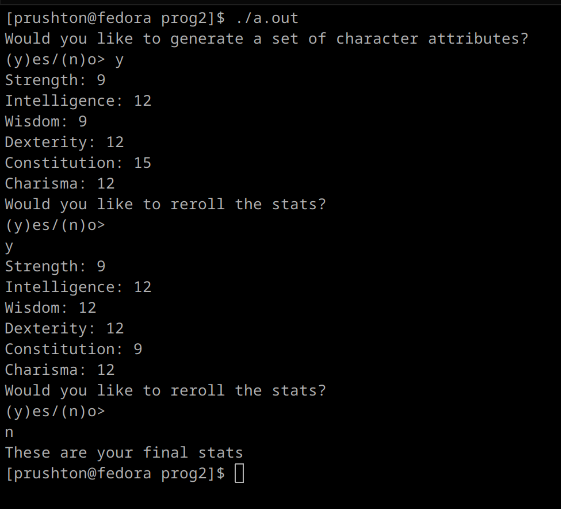 [prushton@fedora prog2]$ ./a.out
Would you like to generate a set of character attributes?
(y)es/(n)o> y
Strength: 9
Intelligence: 12
Wisdom: 9
Dexterity: 12
Constitution: 15
Charisma: 12
Would you like to reroll the stats?
(y)es/(n)o>
y
Strength: 9
Intelligence: 12
Wisdom: 12
Dexterity: 12
Constitution: 9
Charisma: 12
Would you like to reroll the stats?
(y)es/(n)o>
n
These are your final stats
[prushton@fedora prog2]$